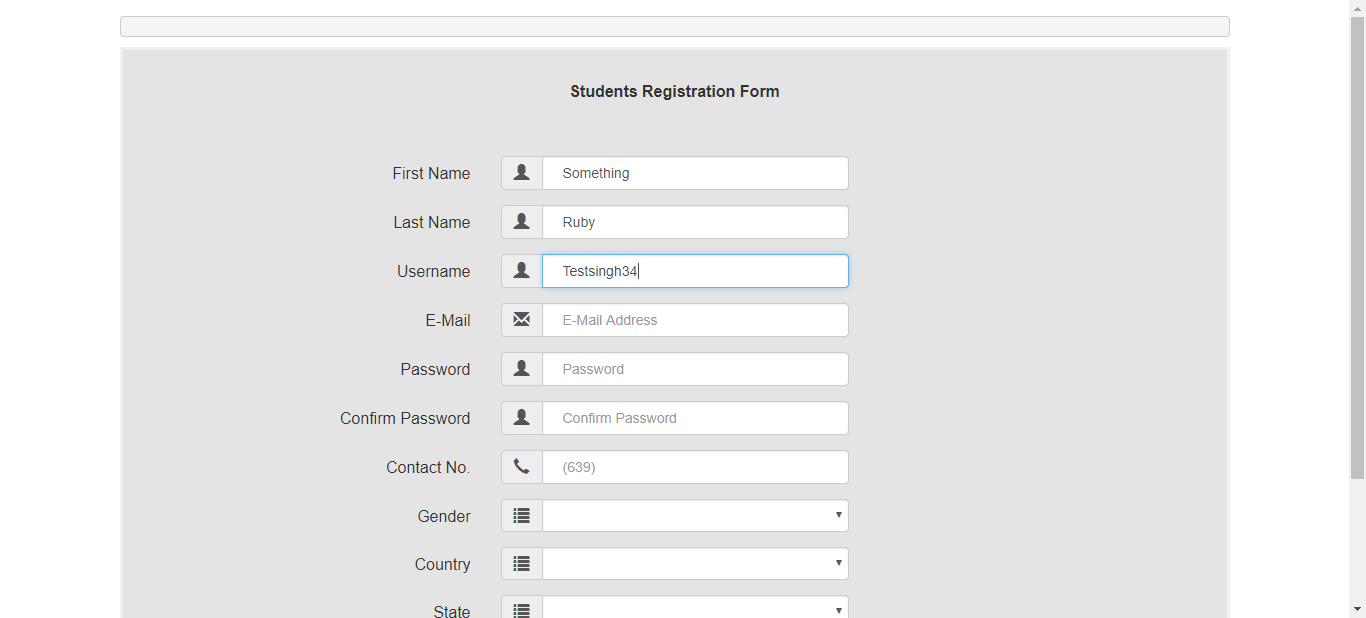 Students Registration Form
First Name Something
Last Name Ruby
Username Testsingh34
E-Mail E-Mail Address
Password Password
Confirm Password Confirm Password
Contact No. (639)
Gender
Country
State